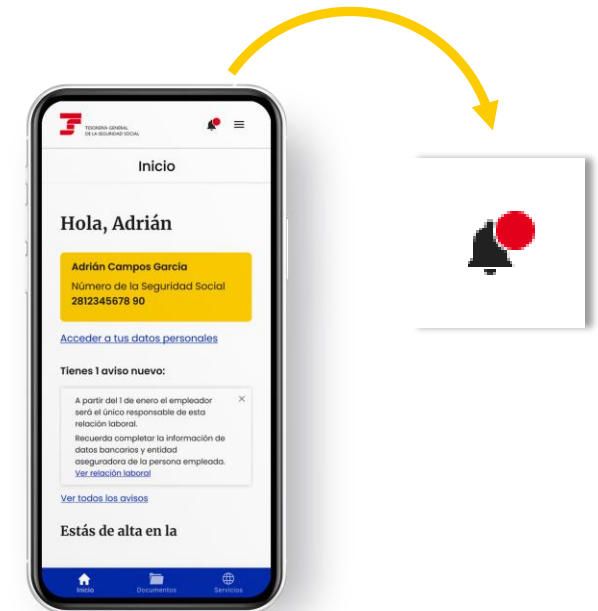 TESORERÍA GENERAL
DE LA SEGURIDAD SOCIAL
Inicio
Hola, Adrián
Adrián Campos García
Número de la Seguridad Social
2812345678 90
Acceder a tus datos personales
Tienes 1 aviso nuevo:
A partir del 1 de enero el empleador
será el único responsable de esta
relación laboral.
Recuerda completar la información de
datos bancarios y entidad
aseguradora de la persona empleada.
Ver relación laboral
Ver todos los avisos
Estás de alta en la
Inicio
Documentos
Servicios